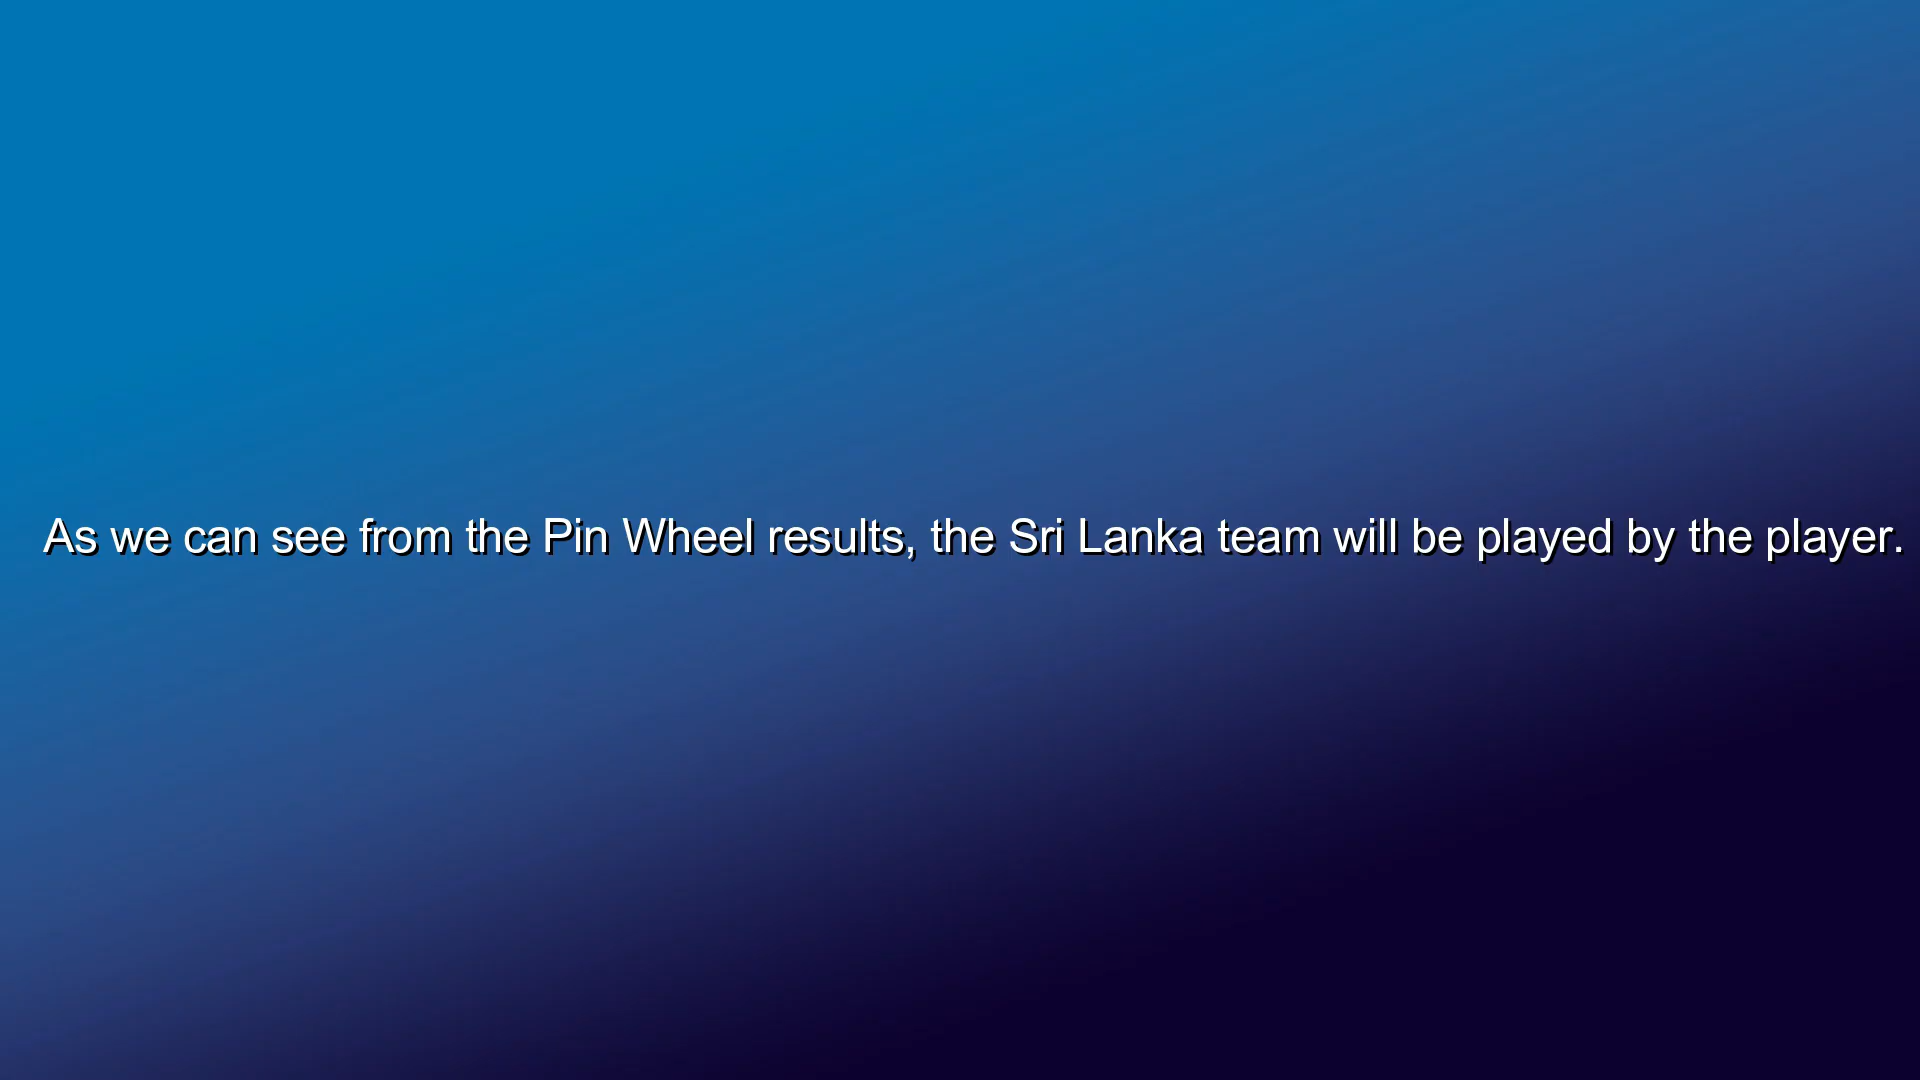 As we can see from the Pin Wheel results, the Sri Lanka team will be played by the player.